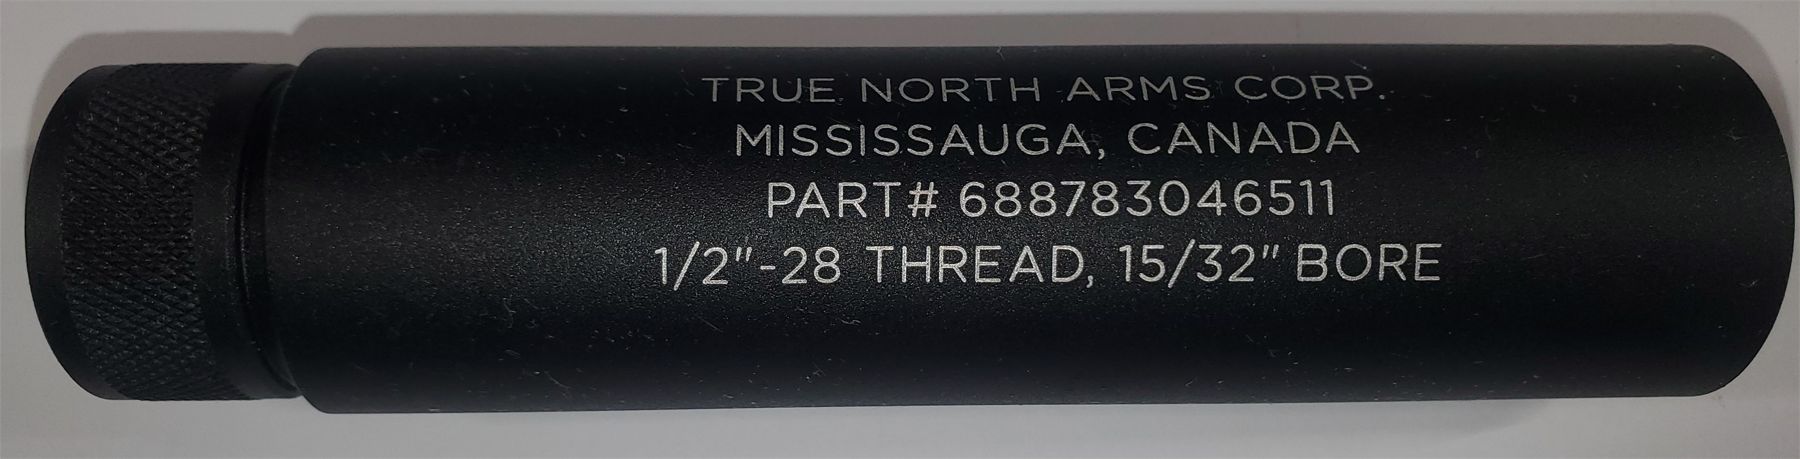 TRUE NORTH ARMS CORP.
MISSISSAUGA, CANADA
PART# 688783046511
1/2"-28 THREAD, 15/32" BORE